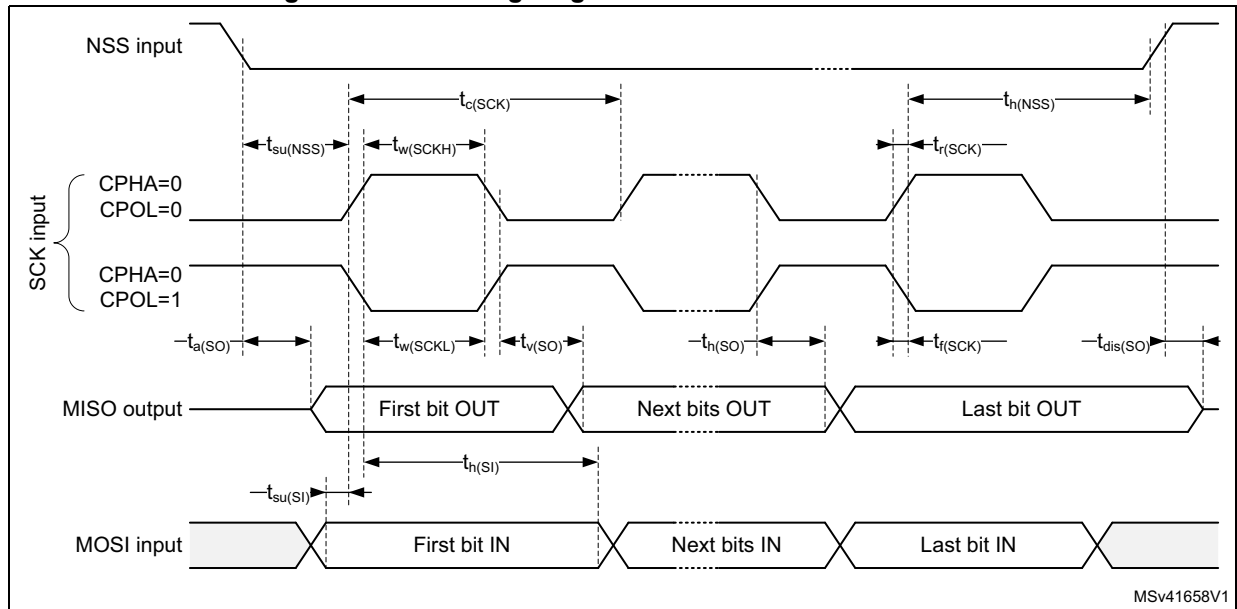 NSS input
tc(SCK)
th(NSS)
tsu(NSS)
tw(SCKH)
tr(SCK)
SCK input
CPHA=0
CPOL=0
CPHA=0
CPOL=1
ta(SO)
tw(SCKL)
tv(SO)
th(SO)
tf(SCK)
tdis(SO)
MISO output
First bit OUT
Next bits OUT
Last bit OUT
th(SI)
tsu(SI)
MOSI input
First bit IN
Next bits IN
Last bit IN
MSv41658V1